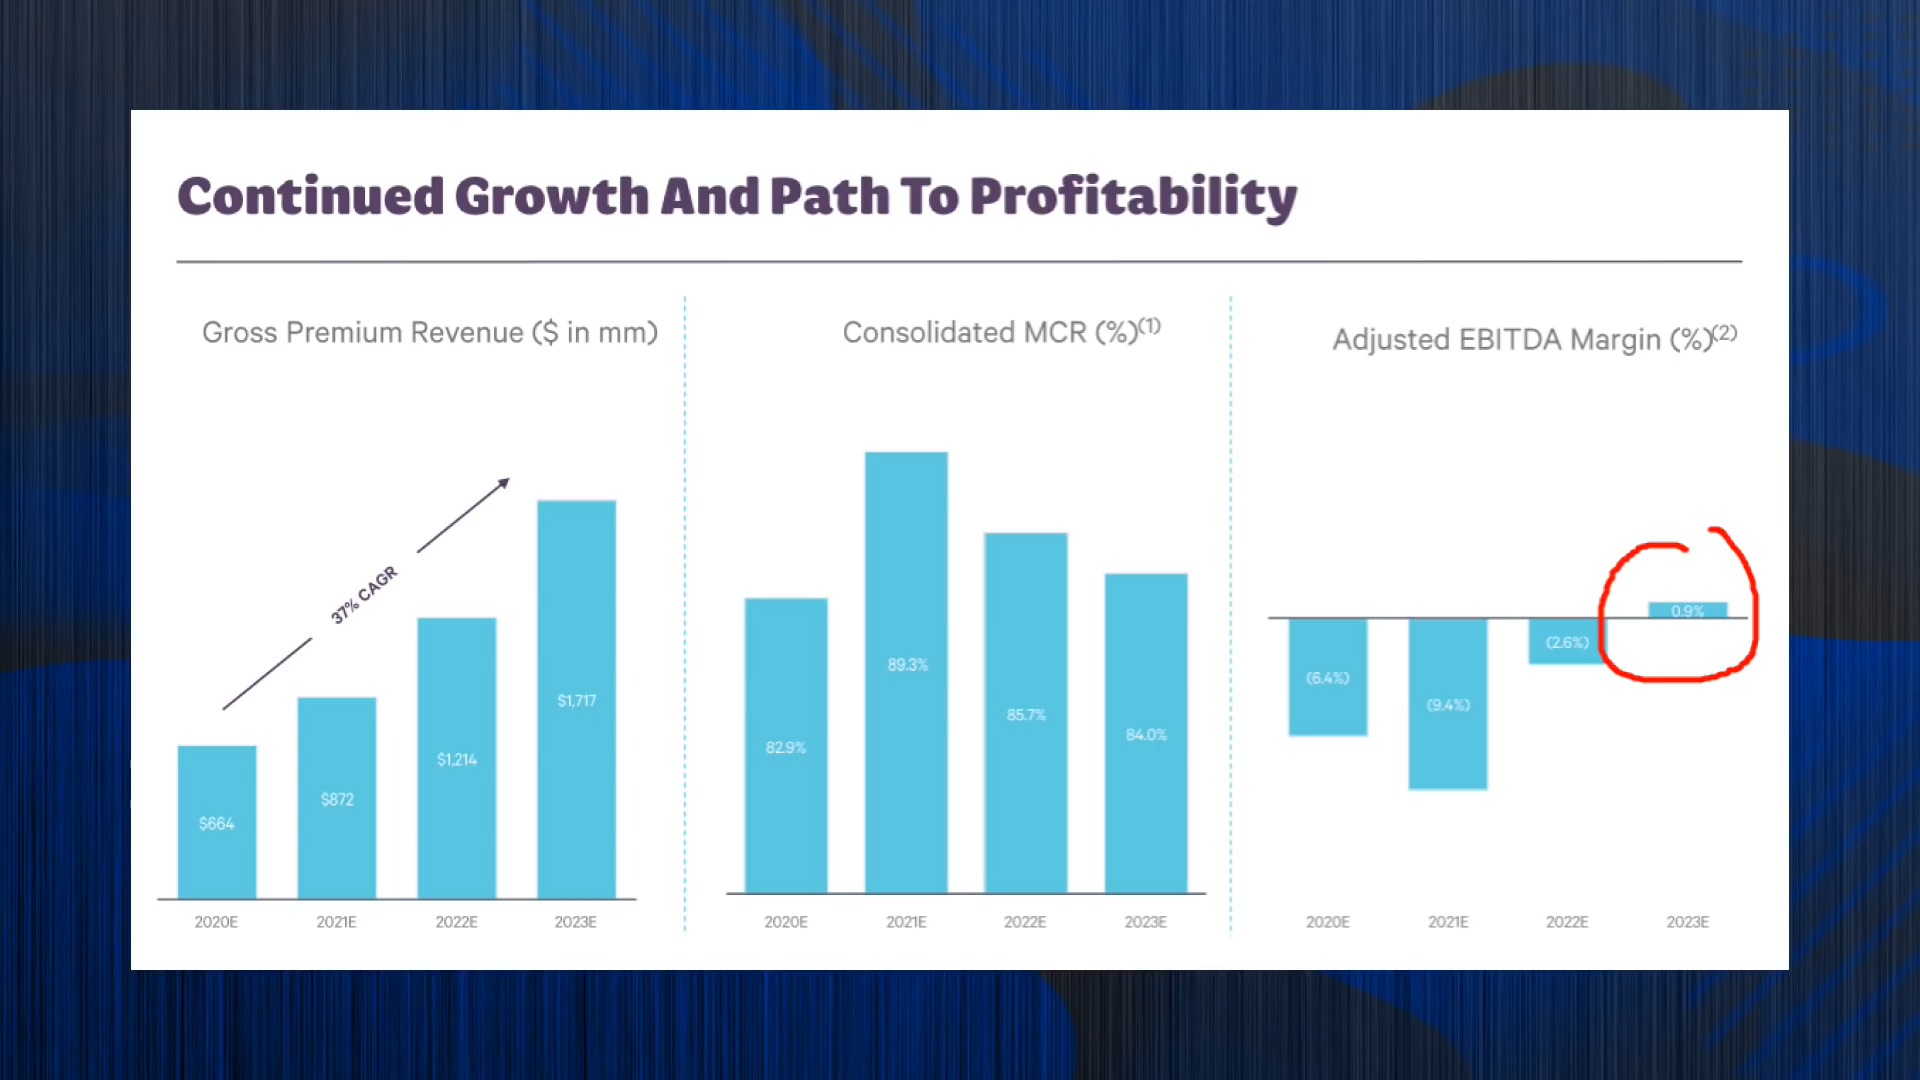 Continued Growth And Path To Profitability
Gross Premium Revenue ($ in mm)
37% CAGR
$664
$872
$1,214
$1,717
2020E
2021E
2022E
2023E
Consolidated MCR (%)(1)
82.9%
89.3%
85.7%
84.0%
2020E
2021E
2022E
2023E
Adjusted EBITDA Margin (%)(2)
(6.4%)
(9.4%)
(2.6%)
0.9%
2020E
2021E
2022E
2023E